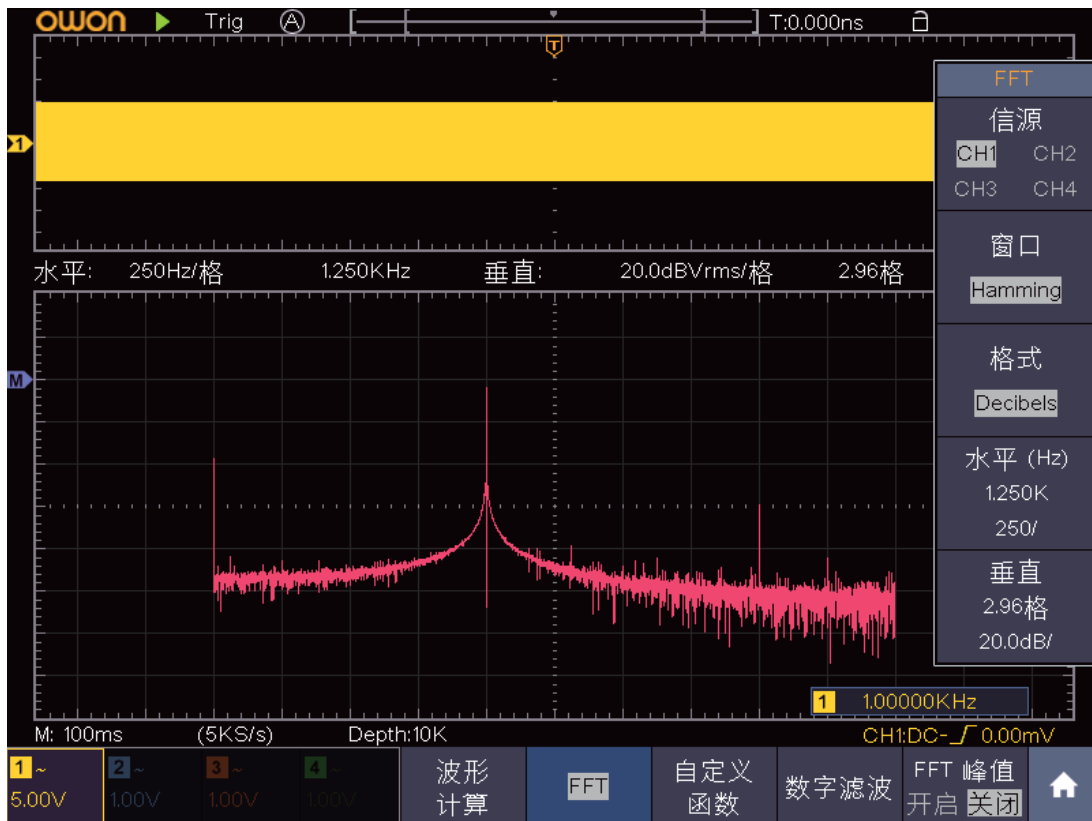 OWON Trig A T:0.000ns
T
1
水平: 250Hz/格 1.250KHz 垂直: 20.0dBVrms/格 2.96格
M
FFT
信源
CH1 CH2
CH3 CH4
窗口
Hamming
格式
Decibels
水平 (Hz)
1.250K
250/
垂直
2.96格
20.0dB/
1 1.00000KHz
M: 100ms (5KS/s) Depth:10K CH1:DC- 0.00mV
1 ~
5.00V
2 ~
1.00V
3 ~
1.00V
4 ~
1.00V
波形
计算
FFT
自定义
函数
数字滤波
FFT 峰值
开启 关闭